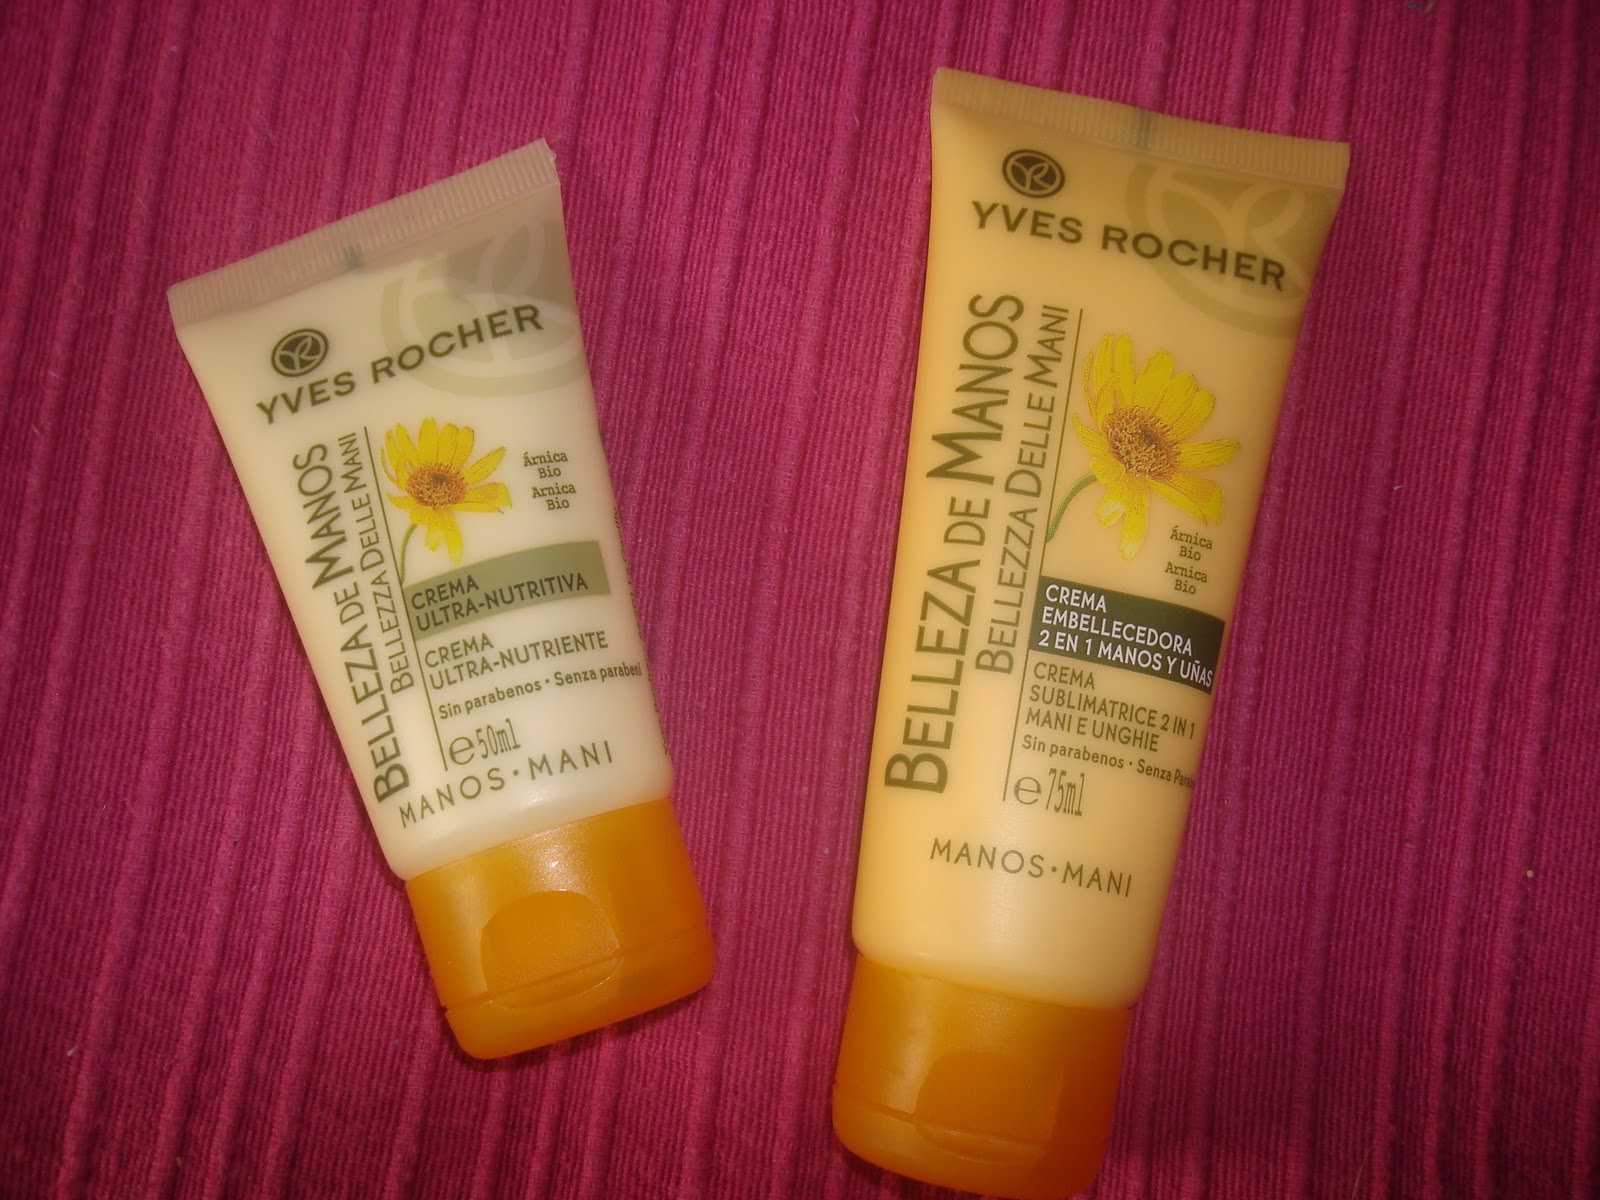 YVES ROCHER
BELLEZA DE MANOS
BELLEZZA DELLE MANI
Árnica
Bio
Arnica
Bio
CREMA
ULTRA-NUTRITIVA
CREMA
ULTRA-NUTRIENTE
Sin parabenos • Senza parabeni
e 50ml
MANOS • MANI
YVES ROCHER
BELLEZA DE MANOS
BELLEZZA DELLE MANI
Árnica
Bio
Arnica
Bio
CREMA
EMBELLECEDORA
2 EN 1 MANOS Y UÑAS
CREMA
SUBLIMATRICE 2 IN 1
MANI E UNGHIE
Sin parabenos • Senza
e 75ml
MANOS • MANI